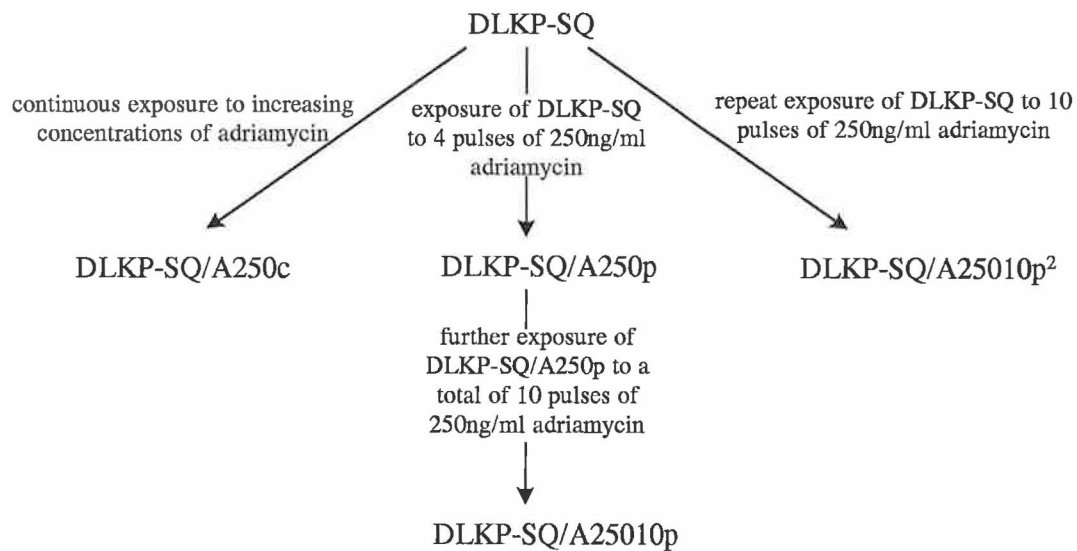 DLKP-SQ
continuous exposure to increasing
concentrations of adriamycin
exposure of DLKP-SQ
to 4 pulses of 250ng/ml
adriamycin
repeat exposure of DLKP-SQ to 10
pulses of 250ng/ml adriamycin
DLKP-SQ/A250c
DLKP-SQ/A250p
DLKP-SQ/A25010p²
further exposure of
DLKP-SQ/A250p to a
total of 10 pulses of
250ng/ml adriamycin
DLKP-SQ/A25010p